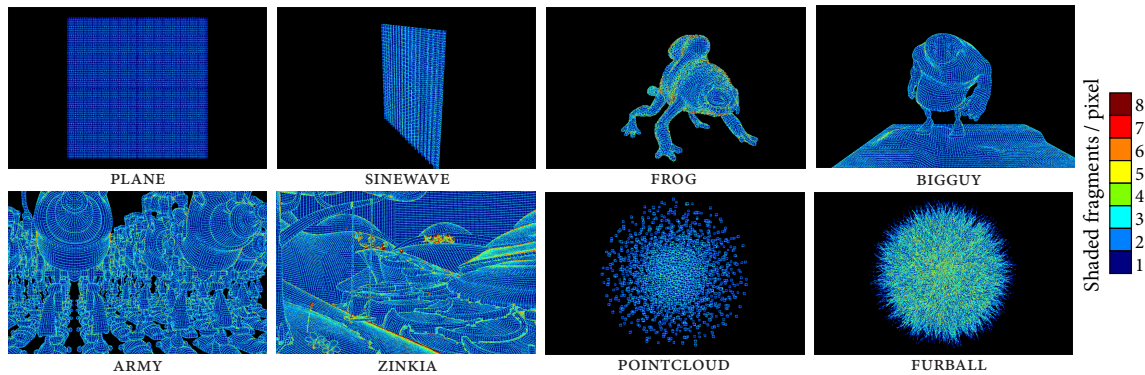 PLANE
SINEWAVE
FROG
BIGGUY
ARMY
ZINKIA
POINTCLOUD
FURBALL
Shaded fragments / pixel
8
7
6
5
4
3
2
1